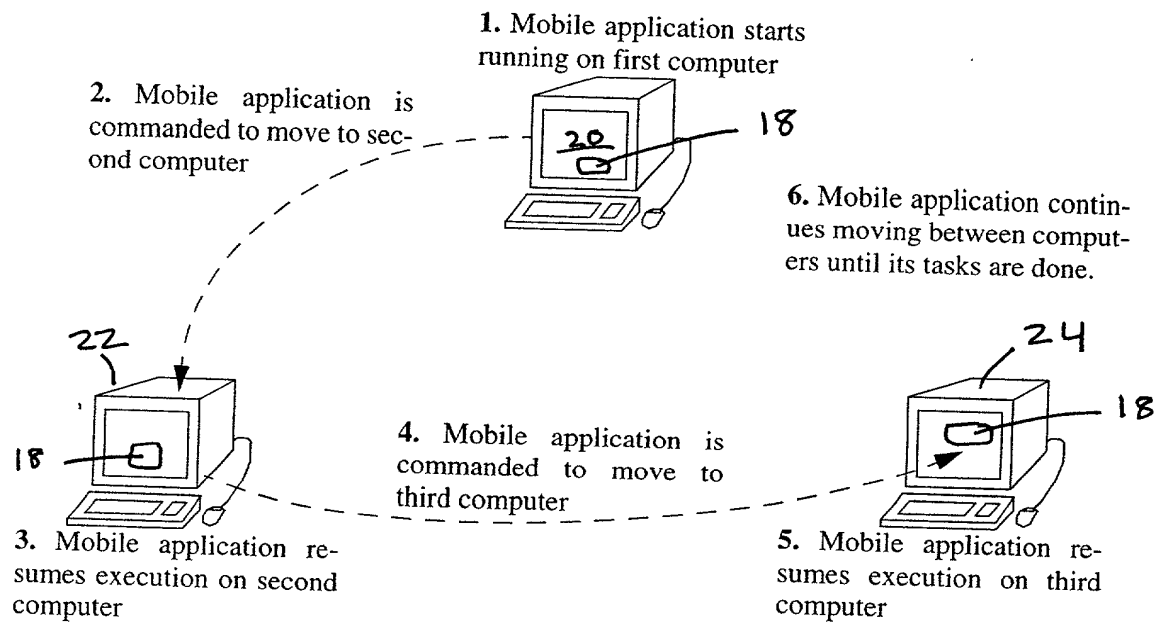 1. Mobile application starts
running on first computer
2. Mobile application is
commanded to move to sec-
ond computer
20
18
6. Mobile application contin-
ues moving between comput-
ers until its tasks are done.
22
18
3. Mobile application re-
sumes execution on second
computer
4. Mobile application is
commanded to move to
third computer
24
18
5. Mobile application re-
sumes execution on third
computer